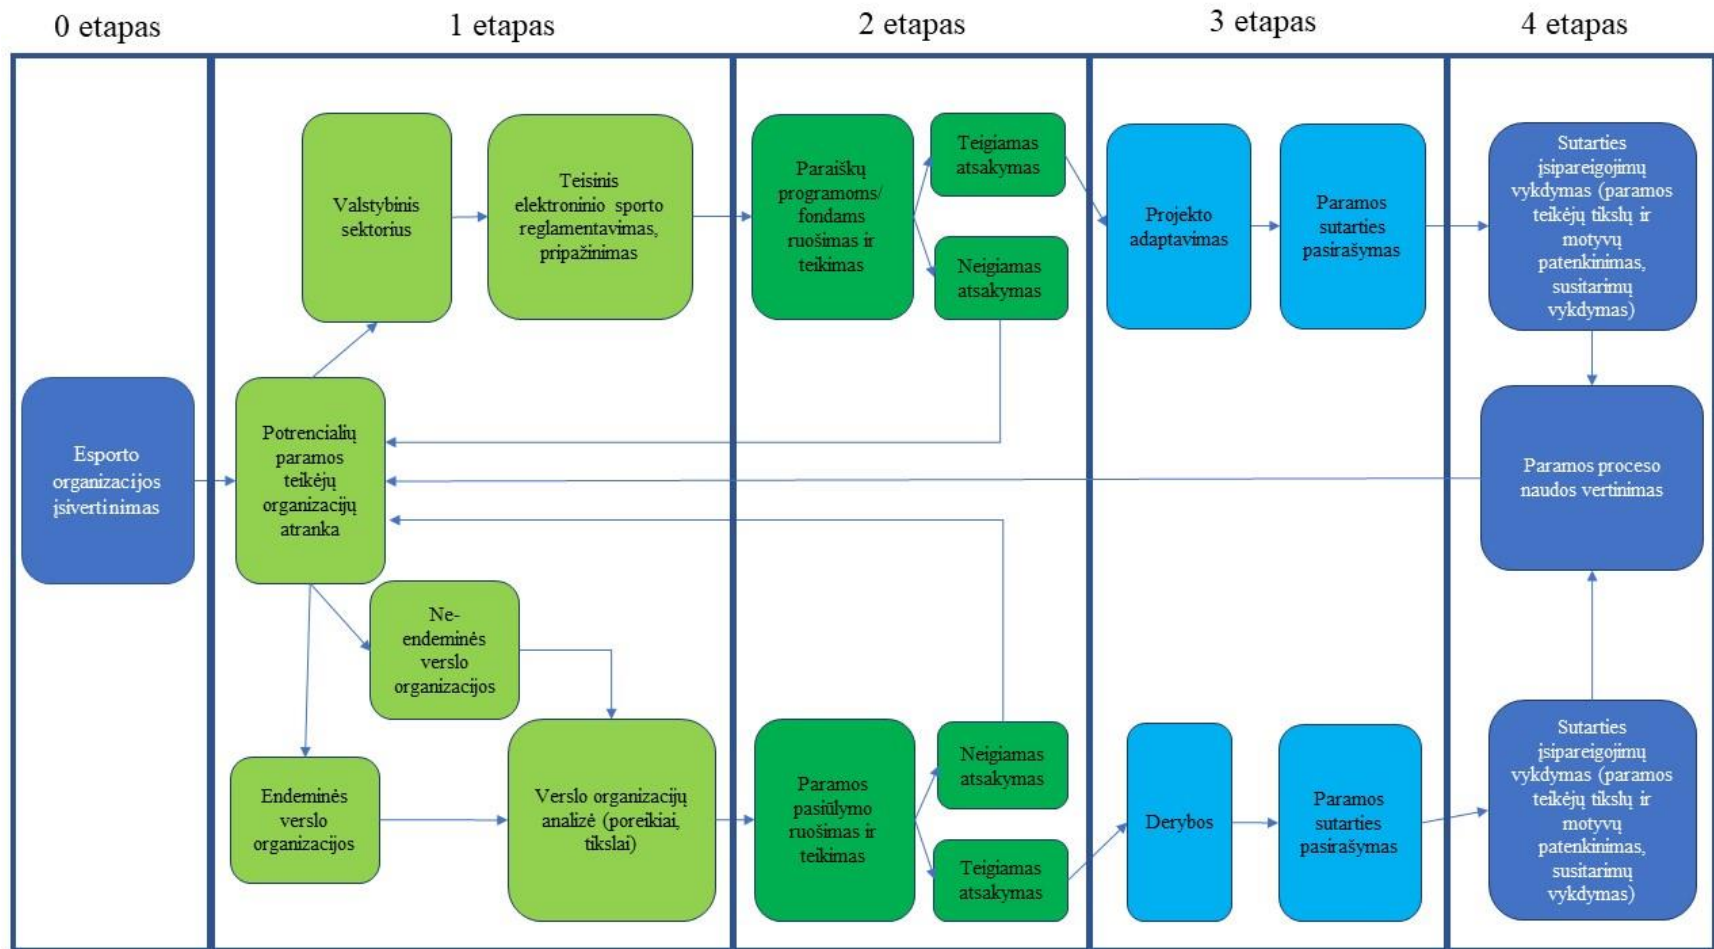 0 etapas
1 etapas
2 etapas
3 etapas
4 etapas
Esporto
organizacijos
įsivertinimas
Potrencialių
paramos
teikėjų
organizacijų
atranka
Valstybinis
sektorius
Teisinis
elektroninio sporto
reglamentavimas,
pripažinimas
Ne-
endeminės
verslo
organizacijos
Endeminės
verslo
organizacijos
Verslo organizacijų
analizė (poreikiai,
tikslai)
Paraiškų
programoms/
fondams
ruošimas ir
teikimas
Teigiamas
atsakymas
Neigiamas
atsakymas
Paramos
pasiūlymo
ruošimas ir
teikimas
Neigiamas
atsakymas
Teigiamas
atsakymas
Projekto
adaptavimas
Paramos
sutarties
pasirašymas
Derybos
Paramos
sutarties
pasirašymas
Sutarties
įsipareigojimų
vykdymas (paramos
teikėjų tikslų ir
motyvų
patenkinimas,
susitarimų
vykdymas)
Paramos proceso
naudos vertinimas
Sutarties
įsipareigojimų
vykdymas (paramos
teikėjų tikslų ir
motyvų
patenkinimas,
susitarimų
vykdymas)